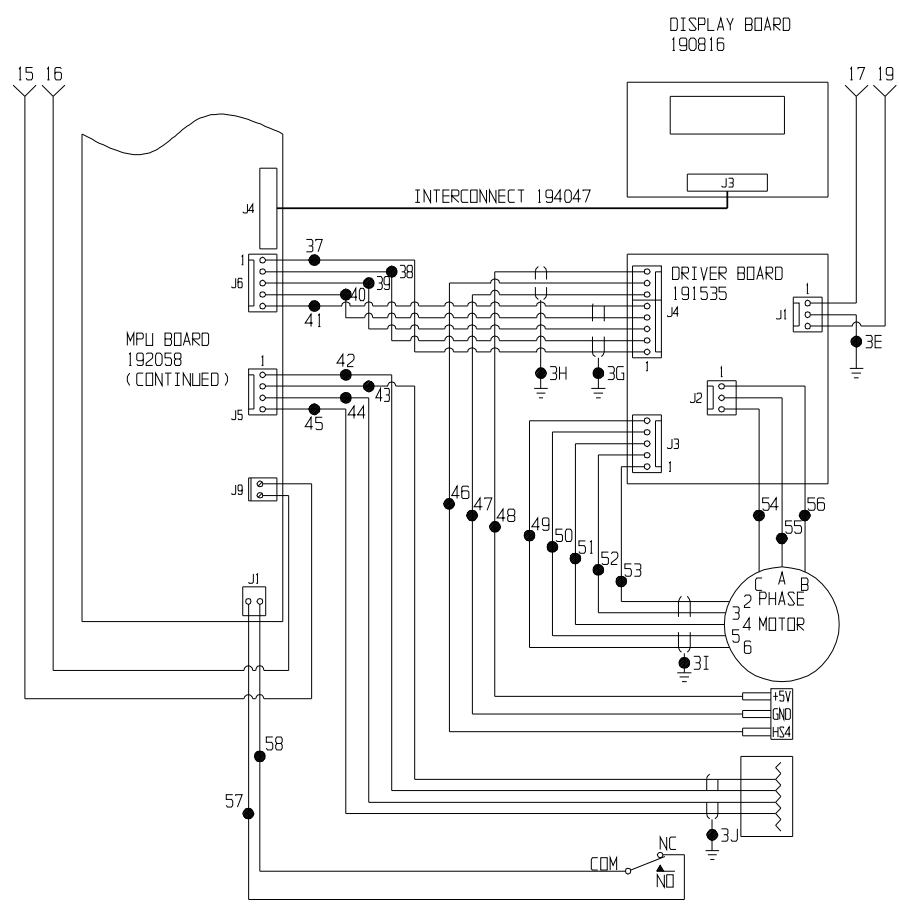 DISPLAY BOARD
190816
15 16
17 19
J3
INTERCONNECT 194047
J4
37
1
38
J6
39
40
41
DRIVER BOARD
191535
J4
1
1
J1
3E
MPU BOARD
192058
(CONTINUED)
3H
3G
1
42
43
44
J5
45
1
J2
J3
1
J9
46
47
48
49
50
51
52
53
54
55
56
J1
C A B
2 PHASE
3
4 MOTOR
5
6
3I
+5V
GND
HS4
58
57
3J
NC
COM
NO